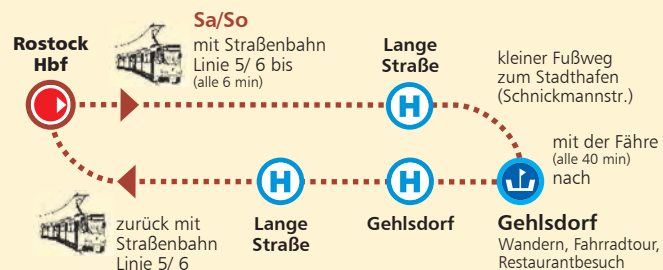 Sa/So
Rostock
Hbf
mit Straßenbahn
Linie 5/ 6 bis
(alle 6 min)
Lange
Straße
H
kleiner Fußweg
zum Stadthafen
(Schnickmannstr.)
mit der Fähre
(alle 40 min)
nach
Gehlsdorf
Wandern, Fahrradtour,
Restaurantbesuch
H
Gehlsdorf
H
Lange
Straße
zurück mit
Straßenbahn
Linie 5/ 6